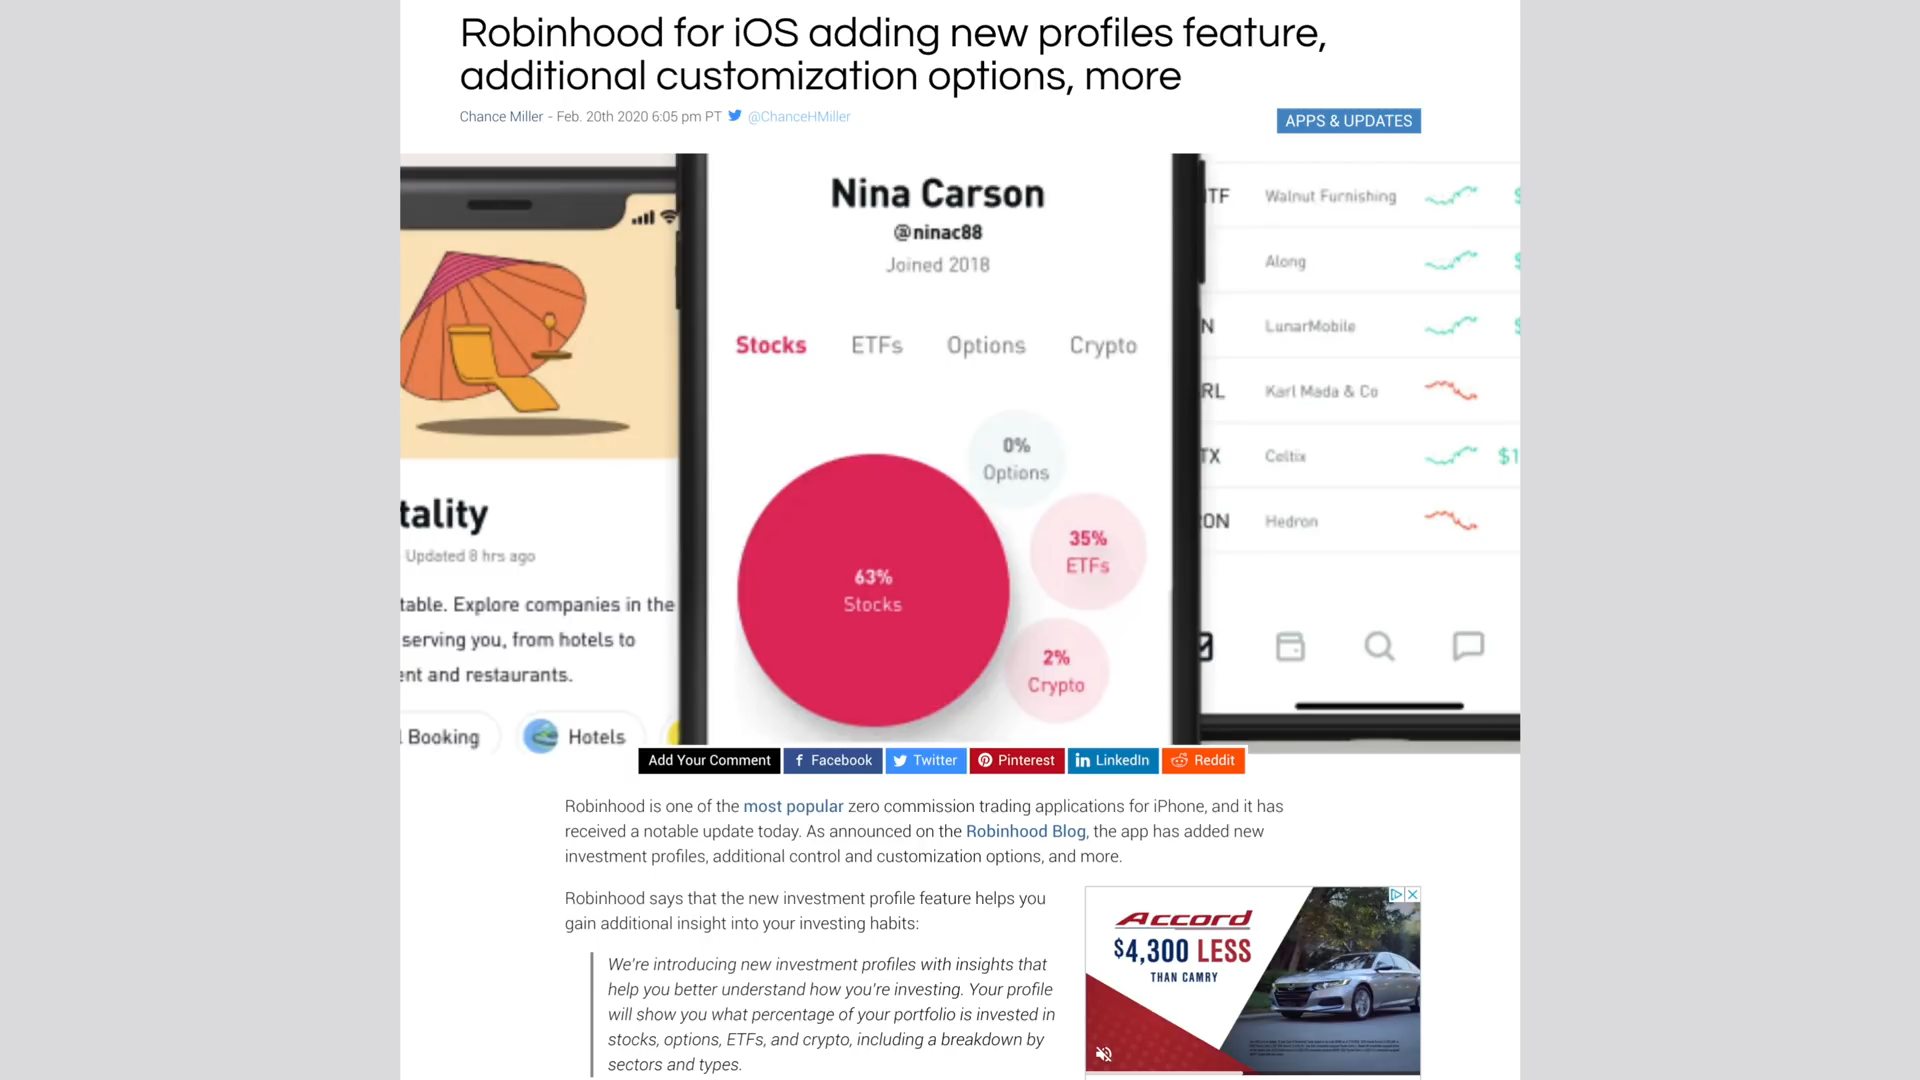 Robinhood for iOS adding new profiles feature,
additional customization options, more
Chance Miller - Feb. 20th 2020 6:05 pm PT @ChanceHMiller
APPS & UPDATES
tality
Updated 8 hrs ago
table. Explore companies in the
serving you, from hotels to
ent and restaurants.
l Booking
Hotels
Nina Carson
@ninac88
Joined 2018
Stocks ETFs Options Crypto
0%
Options
35%
ETFs
63%
Stocks
2%
Crypto
TF Walnut Furnishing $
Along $
N LunarMobile $
RL Karl Mada & Co
TX Celtix $1
ON Hedron
Add Your Comment Facebook Twitter Pinterest LinkedIn Reddit
Robinhood is one of the most popular zero commission trading applications for iPhone, and it has
received a notable update today. As announced on the Robinhood Blog, the app has added new
investment profiles, additional control and customization options, and more.
Robinhood says that the new investment profile feature helps you
gain additional insight into your investing habits:
We're introducing new investment profiles with insights that
help you better understand how you're investing. Your profile
will show you what percentage of your portfolio is invested in
stocks, options, ETFs, and crypto, including a breakdown by
sectors and types.
Accord
$4,300 LESS
THAN CAMRY